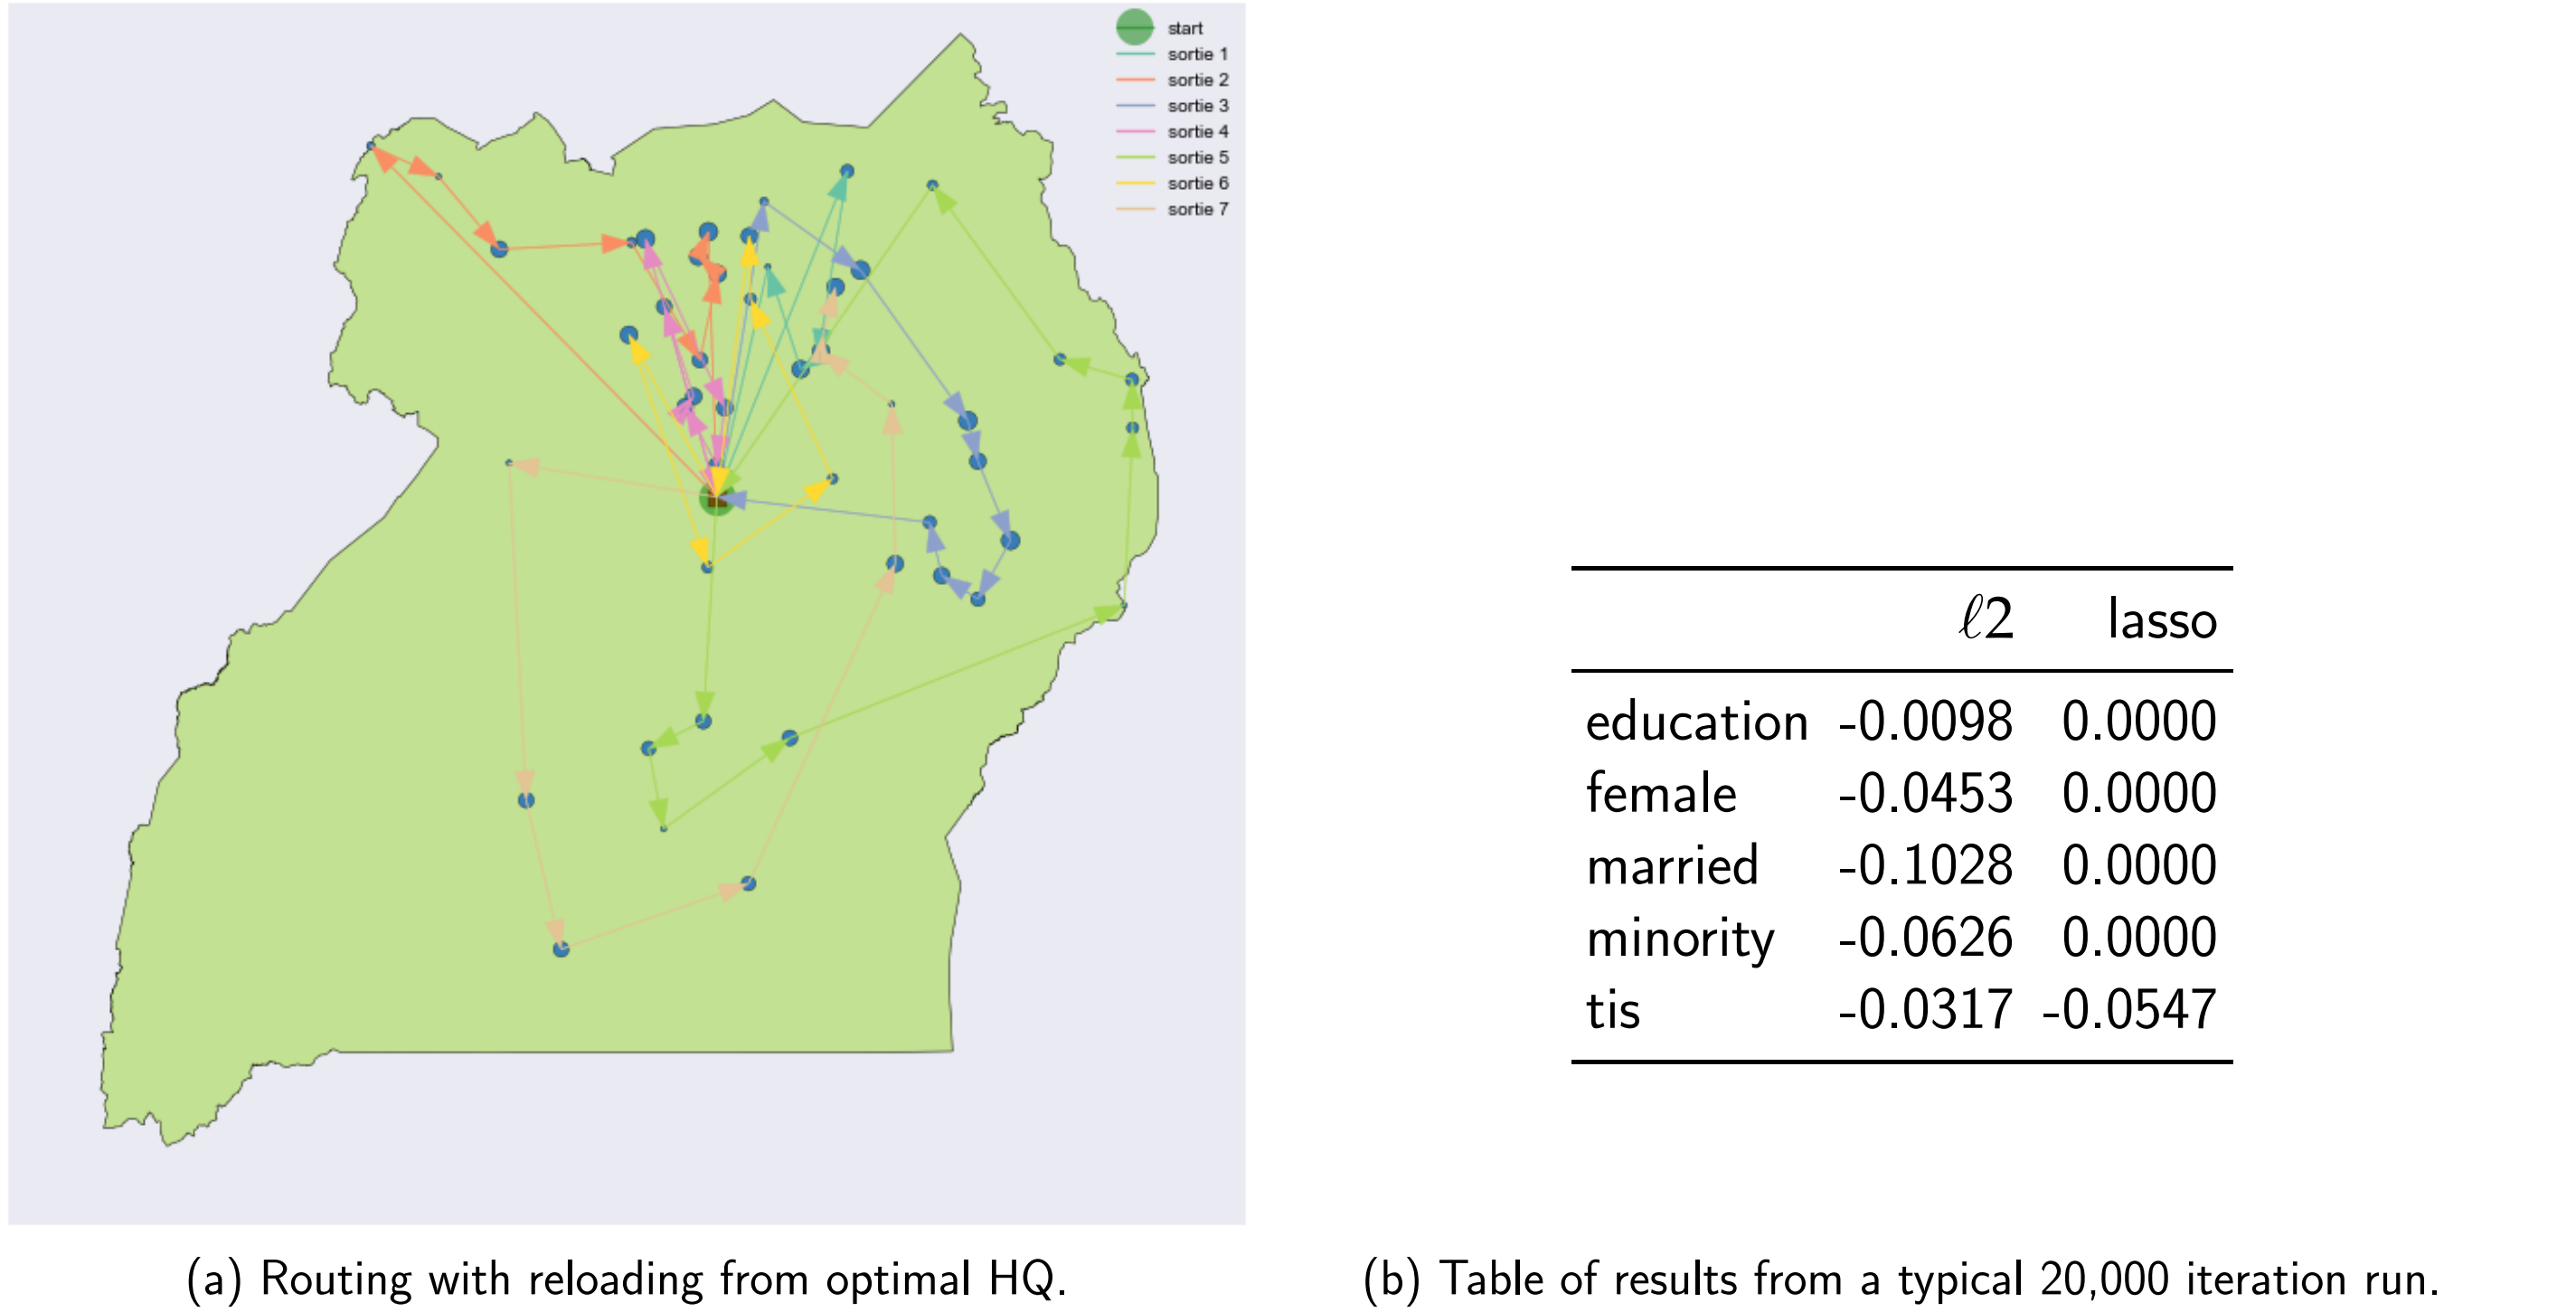 start
sortie 1
sortie 2
sortie 3
sortie 4
sortie 5
sortie 6
sortie 7
(a) Routing with reloading from optimal HQ.
ℓ2 lasso
education -0.0098 0.0000
female -0.0453 0.0000
married -0.1028 0.0000
minority -0.0626 0.0000
tis -0.0317 -0.0547
(b) Table of results from a typical 20,000 iteration run.